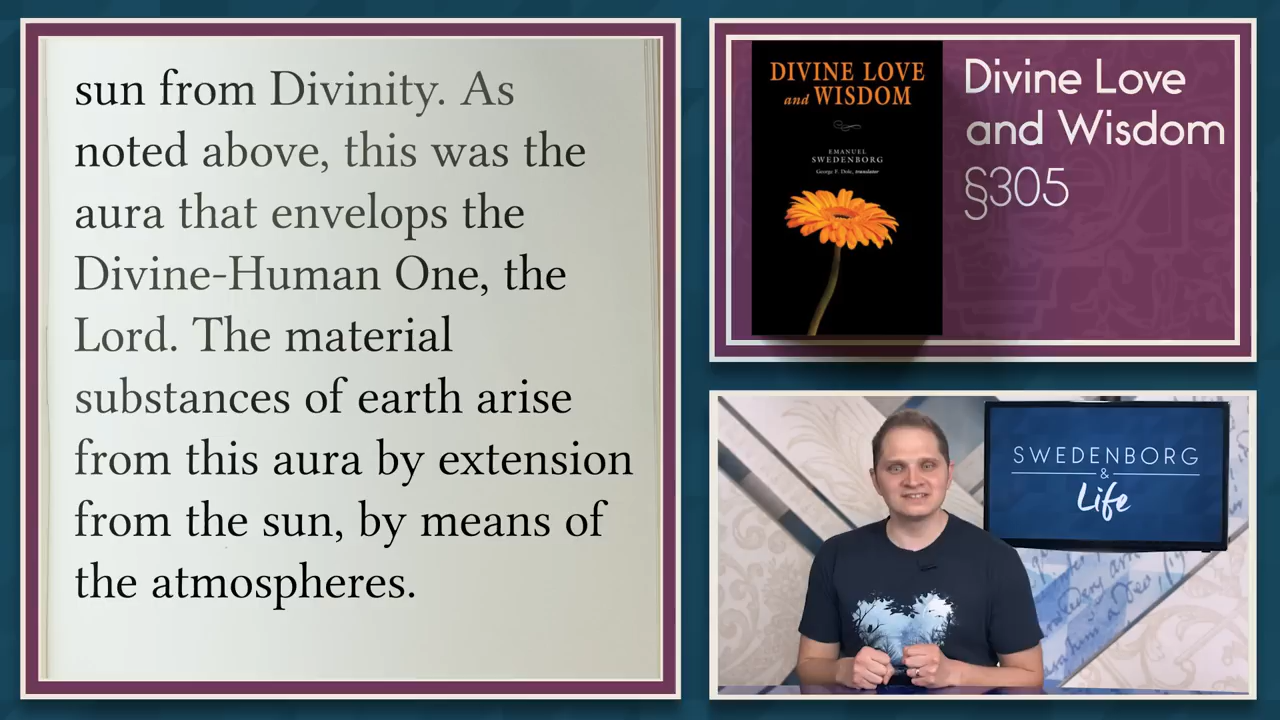 sun from Divinity. As
noted above, this was the
aura that envelops the
Divine-Human One, the
Lord. The material
substances of earth arise
from this aura by extension
from the sun, by means of
the atmospheres.
DIVINE LOVE
and WISDOM
EMANUEL
SWEDENBORG
George F. Dole, translator
Divine Love
and Wisdom
§305
SWEDENBORG
&
Life